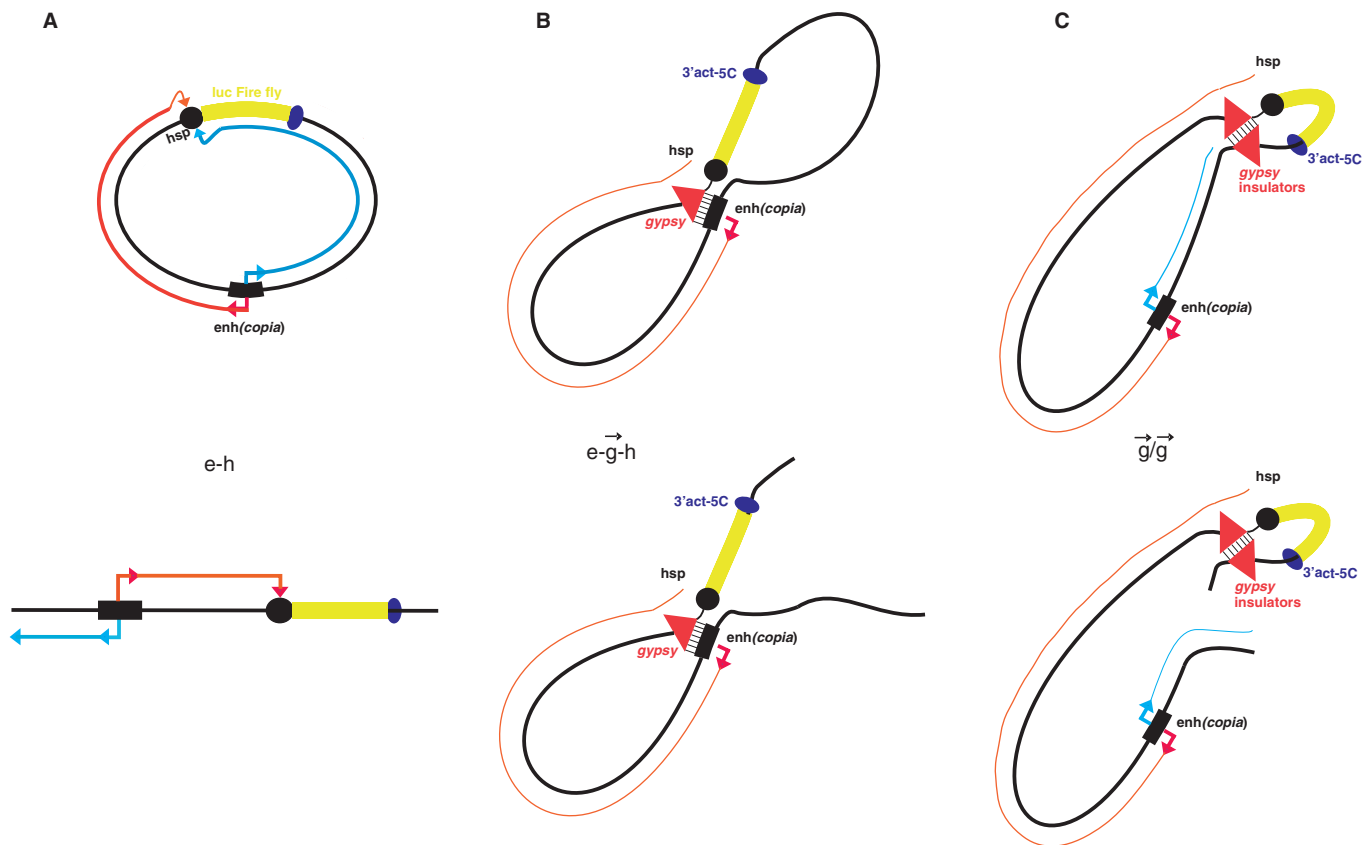 A
luc Fire fly
hsp
enh(copia)
e-h
B
3'act-5C
hsp
gypsy
enh(copia)
e-g-h
3'act-5C
hsp
gypsy
enh(copia)
C
hsp
3'act-5C
gypsy
insulators
enh(copia)
g/g
hsp
3'act-5C
gypsy
insulators
enh(copia)